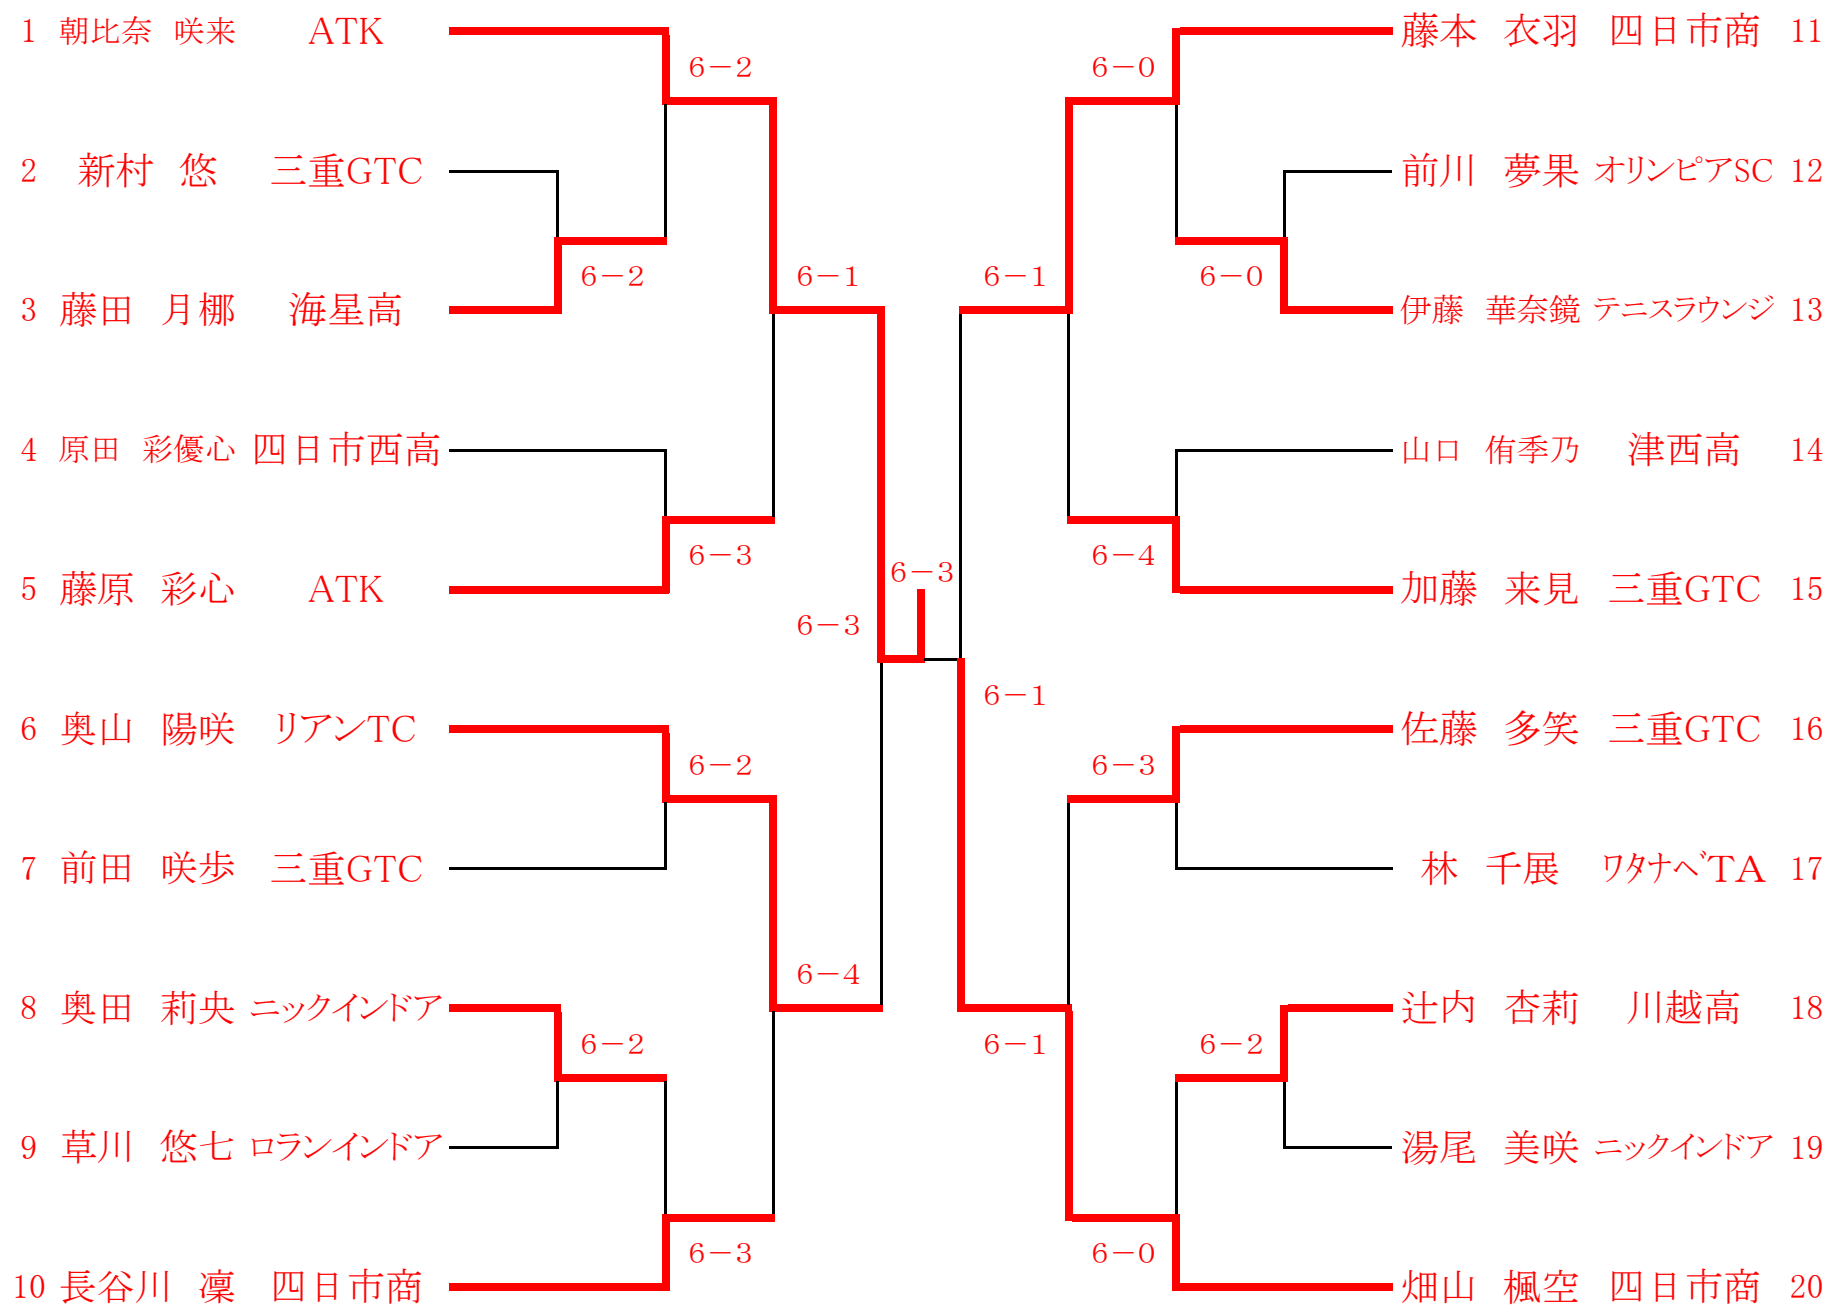 1 朝比奈 咲来 ATK
藤本 衣羽 四日市商 11
6－2
6－0
2 新村 悠 三重GTC
前川 夢果 オリンピアSC 12
6－2
6－1
6－1
6－0
3 藤田 月梛 海星高
伊藤 華奈鏡 テニスラウンジ 13
4 原田 彩優心 四日市西高
山口 侑季乃 津西高 14
6－3
6－3
6－4
5 藤原 彩心 ATK
加藤 来見 三重GTC 15
6－3
6－1
6 奥山 陽咲 リアンTC
佐藤 多笑 三重GTC 16
6－2
6－3
7 前田 咲歩 三重GTC
林 千展 ワタナベTA 17
6－4
8 奥田 莉央 ニックインドア
辻内 杏莉 川越高 18
6－2
6－1
6－2
9 草川 悠七 ロランインドア
湯尾 美咲 ニックインドア 19
6－3
6－0
10 長谷川 凜 四日市商
畑山 楓空 四日市商 20